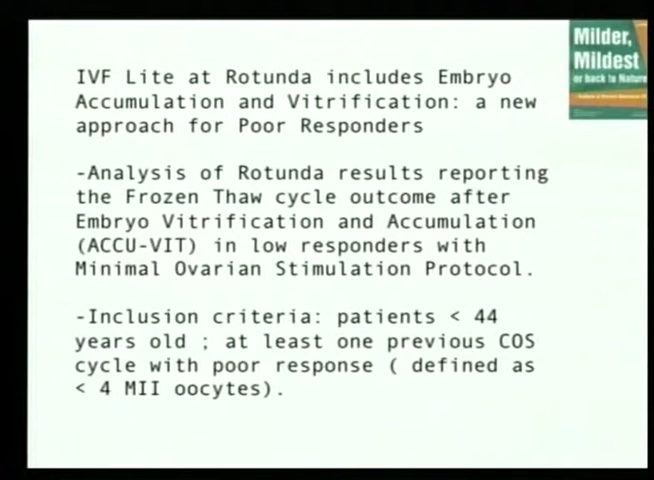 Milder,
Mildest
or back to Nature
IVF Lite at Rotunda includes Embryo
Accumulation and Vitrification: a new
approach for Poor Responders
-Analysis of Rotunda results reporting
the Frozen Thaw cycle outcome after
Embryo Vitrification and Accumulation
(ACCU-VIT) in low responders with
Minimal Ovarian Stimulation Protocol.
-Inclusion criteria: patients < 44
years old ; at least one previous COS
cycle with poor response ( defined as
< 4 MII oocytes).